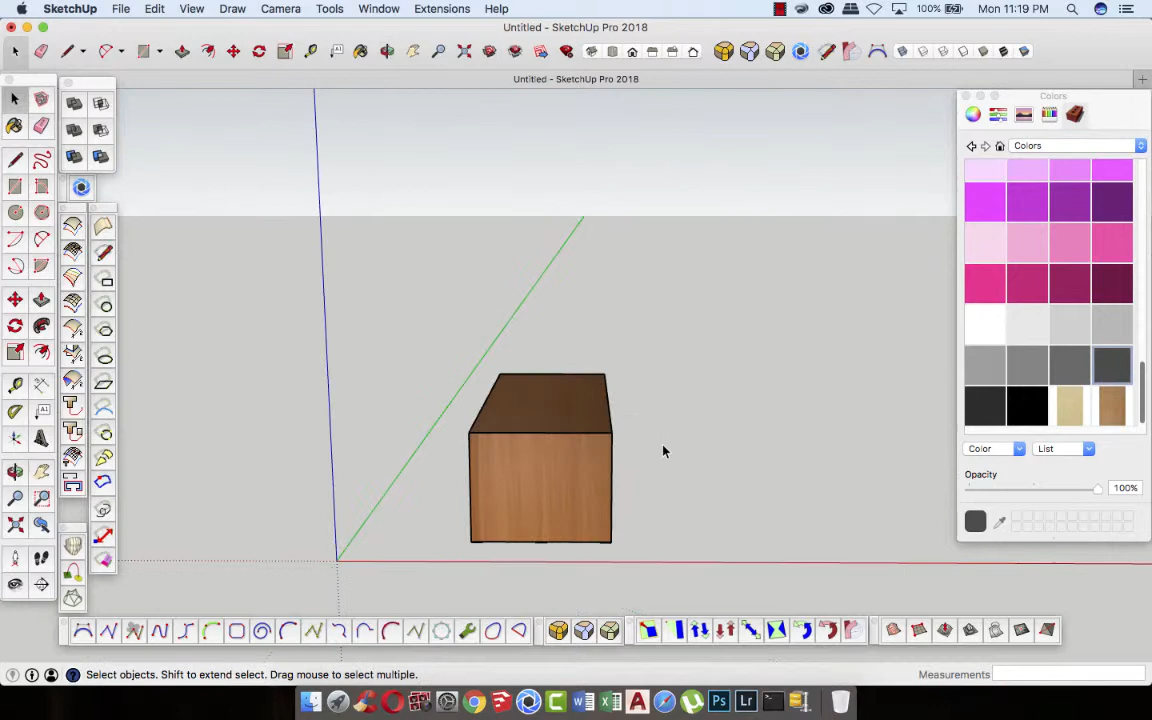 SketchUp File Edit View Draw Camera Tools Window Extensions Help 100% Mon 11:19 PM
Untitled - SketchUp Pro 2018
Untitled - SketchUp Pro 2018
Colors
Colors
Color List
Opacity
100%
Select objects. Shift to extend select. Drag mouse to select multiple. Measurements